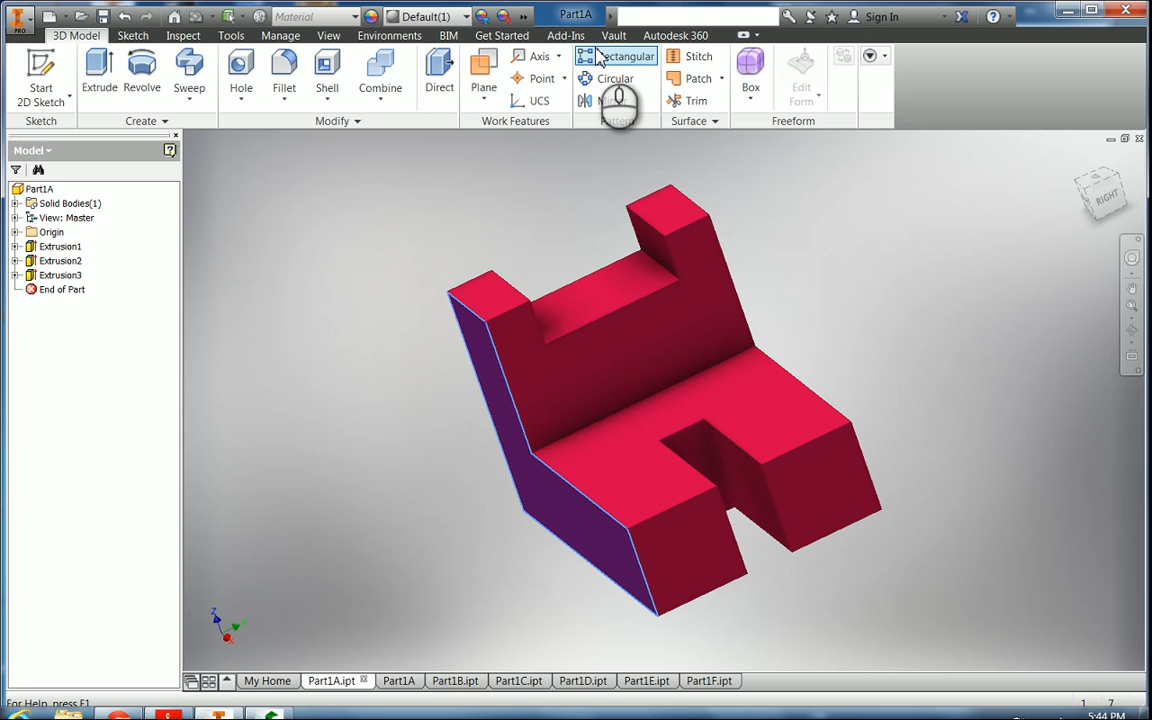 Material Default(1) Part1A Sign In
3D Model Sketch Inspect Tools Manage View Environments BIM Get Started Add-Ins Vault Autodesk 360
Start
2D Sketch
Extrude Revolve Sweep
Hole Fillet Shell Combine
Direct
Plane
Axis
Point
UCS
Circular
Stitch
Patch
Trim
Box
Edit
Form
Sketch Create Modify Work Features Surface Freeform
Model
Part1A
Solid Bodies(1)
View: Master
Origin
Extrusion1
Extrusion2
Extrusion3
End of Part
RIGHT
Z
My Home Part1A.ipt Part1A Part1B.ipt Part1C.ipt Part1D.ipt Part1E.ipt Part1F.ipt
For Help, press F1 1 7
PRO
5:44 PM